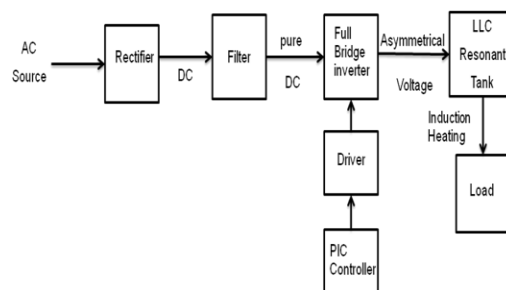 AC
Source
Rectifier
DC
Filter
pure
DC
Full
Bridge
inverter
Asymmetrical
Voltage
LLC
Resonant
Tank
Induction
Heating
Load
Driver
PIC
Controller